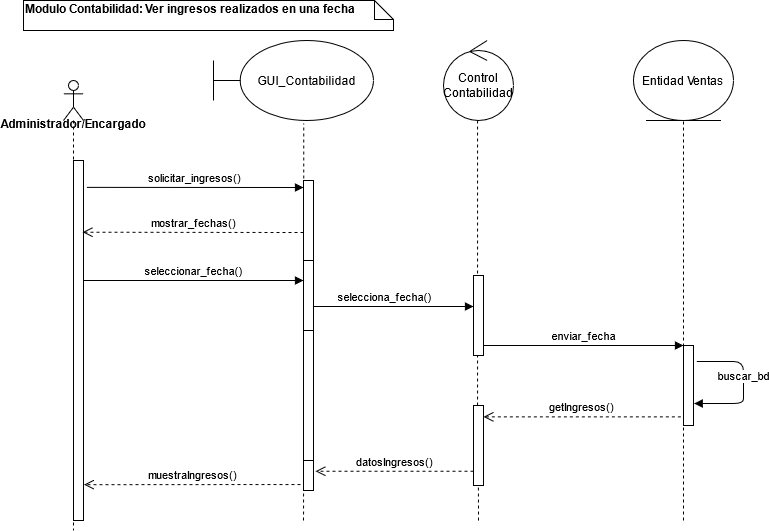 Modulo Contabilidad: Ver ingresos realizados en una fecha
GUI_Contabilidad
Control
Contabilidad
Entidad Ventas
Administrador/Encargado
solicitar_ingresos()
mostrar_fechas()
seleccionar_fecha()
selecciona_fecha()
enviar_fecha
buscar_bd
getIngresos()
datosIngresos()
muestraIngresos()